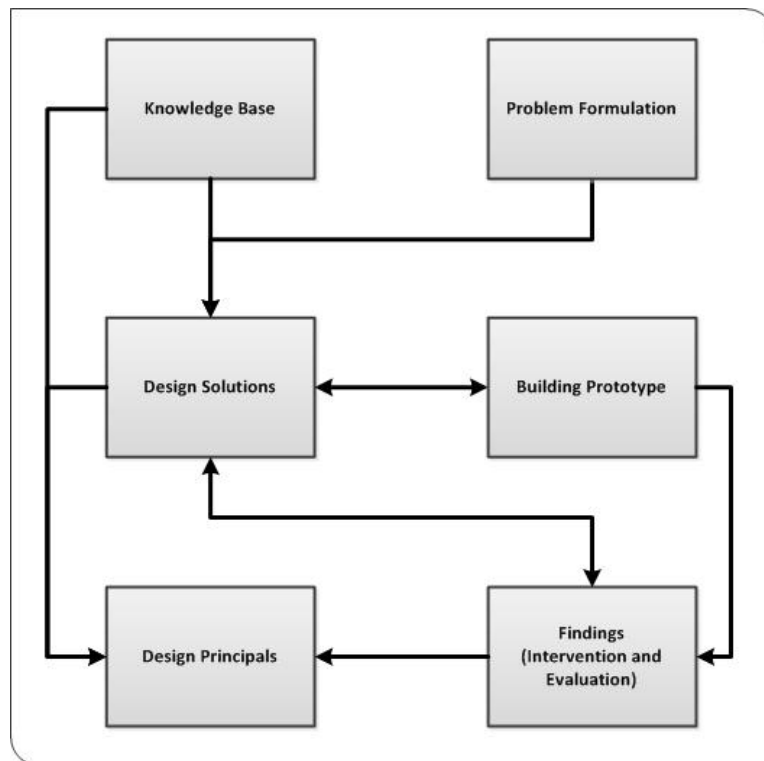 Knowledge Base
Problem Formulation
Design Solutions
Building Prototype
Design Principals
Findings
(Intervention and
Evaluation)